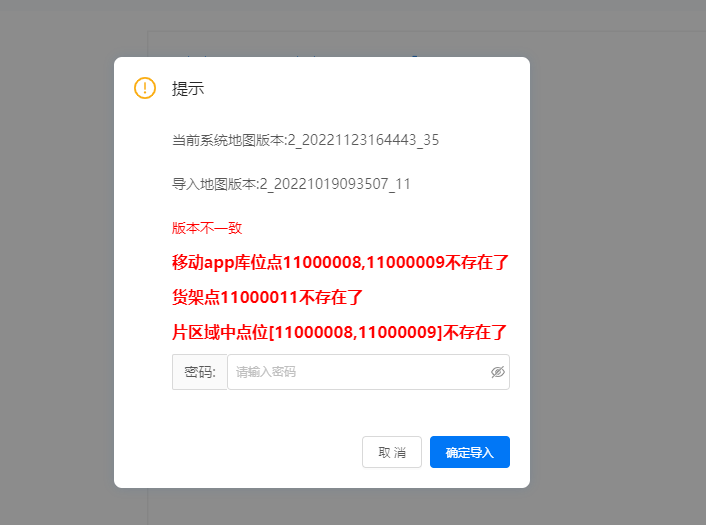 提示
当前系统地图版本:2_20221123164443_35
导入地图版本:2_20221019093507_11
版本不一致
移动app库位点11000008,11000009不存在了
货架点11000011不存在了
片区域中点位[11000008,11000009]不存在了
密码: 请输入密码
取 消 确定导入